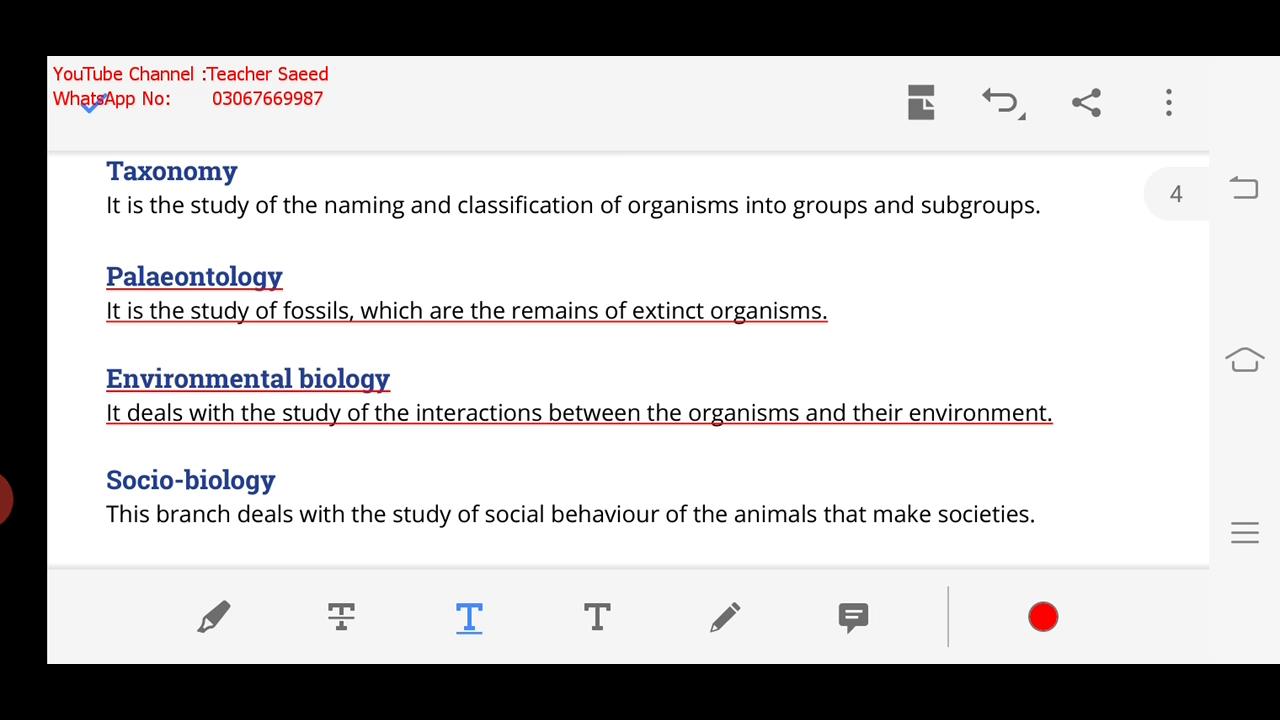 YouTube Channel :Teacher Saeed
WhatsApp No: 03067669987
Taxonomy
4
It is the study of the naming and classification of organisms into groups and subgroups.
Palaeontology
It is the study of fossils, which are the remains of extinct organisms.
Environmental biology
It deals with the study of the interactions between the organisms and their environment.
Socio-biology
This branch deals with the study of social behaviour of the animals that make societies.